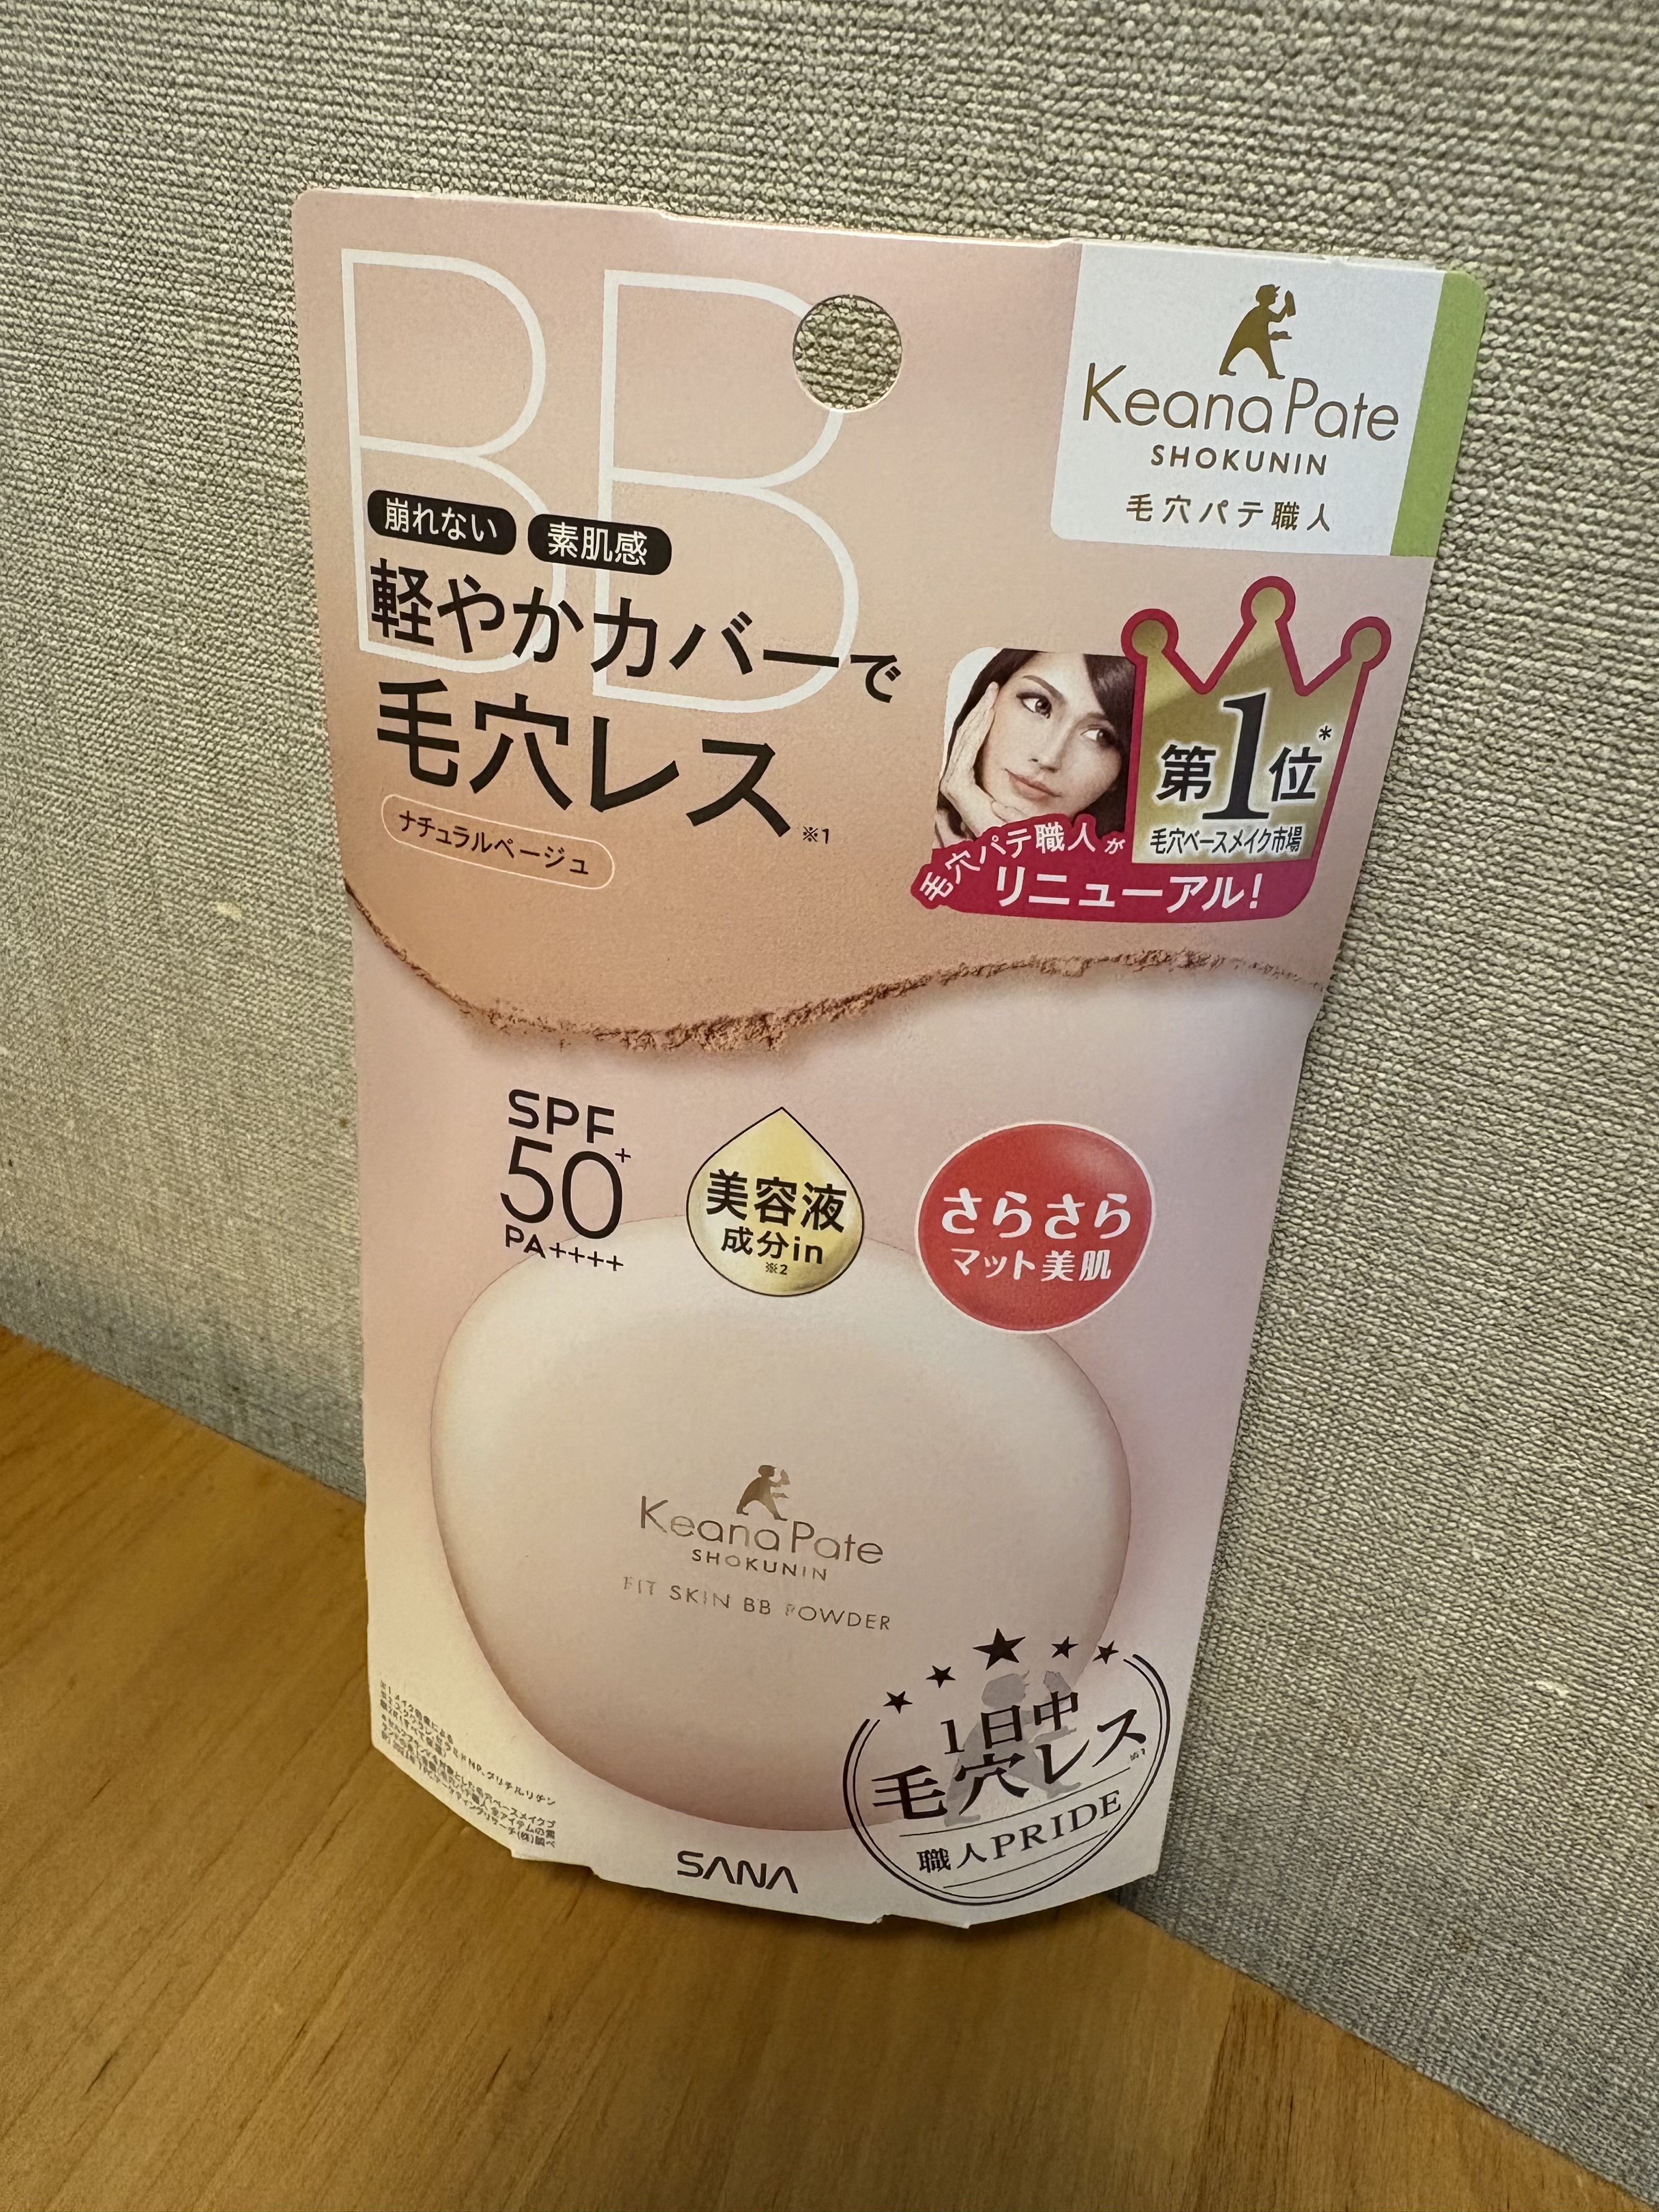 BB
Keana Pate
SHOKUNIN
毛穴パテ職人
崩れない 素肌感
軽やかカバーで
毛穴レス※1
ナチュラルベージュ
第1位*
毛穴ベースメイク市場
毛穴パテ職人が
リニューアル!
SPF
50+
PA++++
美容液
成分in
※2
さらさら
マット美肌
Keana Pate
SHOKUNIN
FIT SKIN BB POWDER
1日中
毛穴レス※1
職人PRIDE
SANA